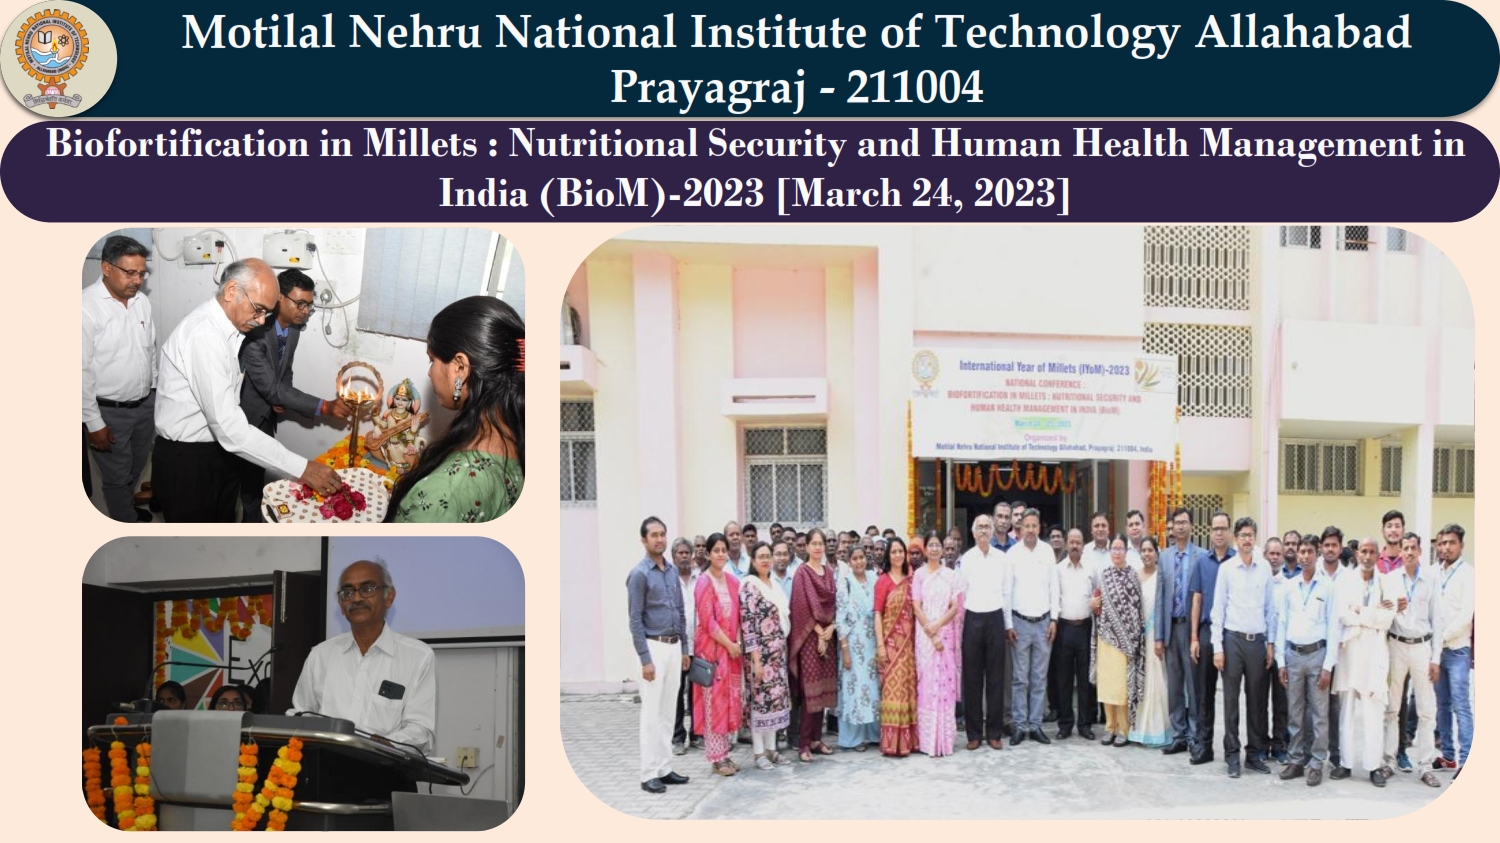 Motilal Nehru National Institute of Technology Allahabad
Prayagraj - 211004
Biofortification in Millets : Nutritional Security and Human Health Management in
India (BioM)-2023 [March 24, 2023]
International Year of Millets (IYoM)-2023
NATIONAL CONFERENCE :
BIOFORTIFICATION IN MILLETS : NUTRITIONAL SECURITY AND
HUMAN HEALTH MANAGEMENT IN INDIA (BioM)
Organized by
Motilal Nehru National Institute of Technology Allahabad, Prayagraj 211004, India